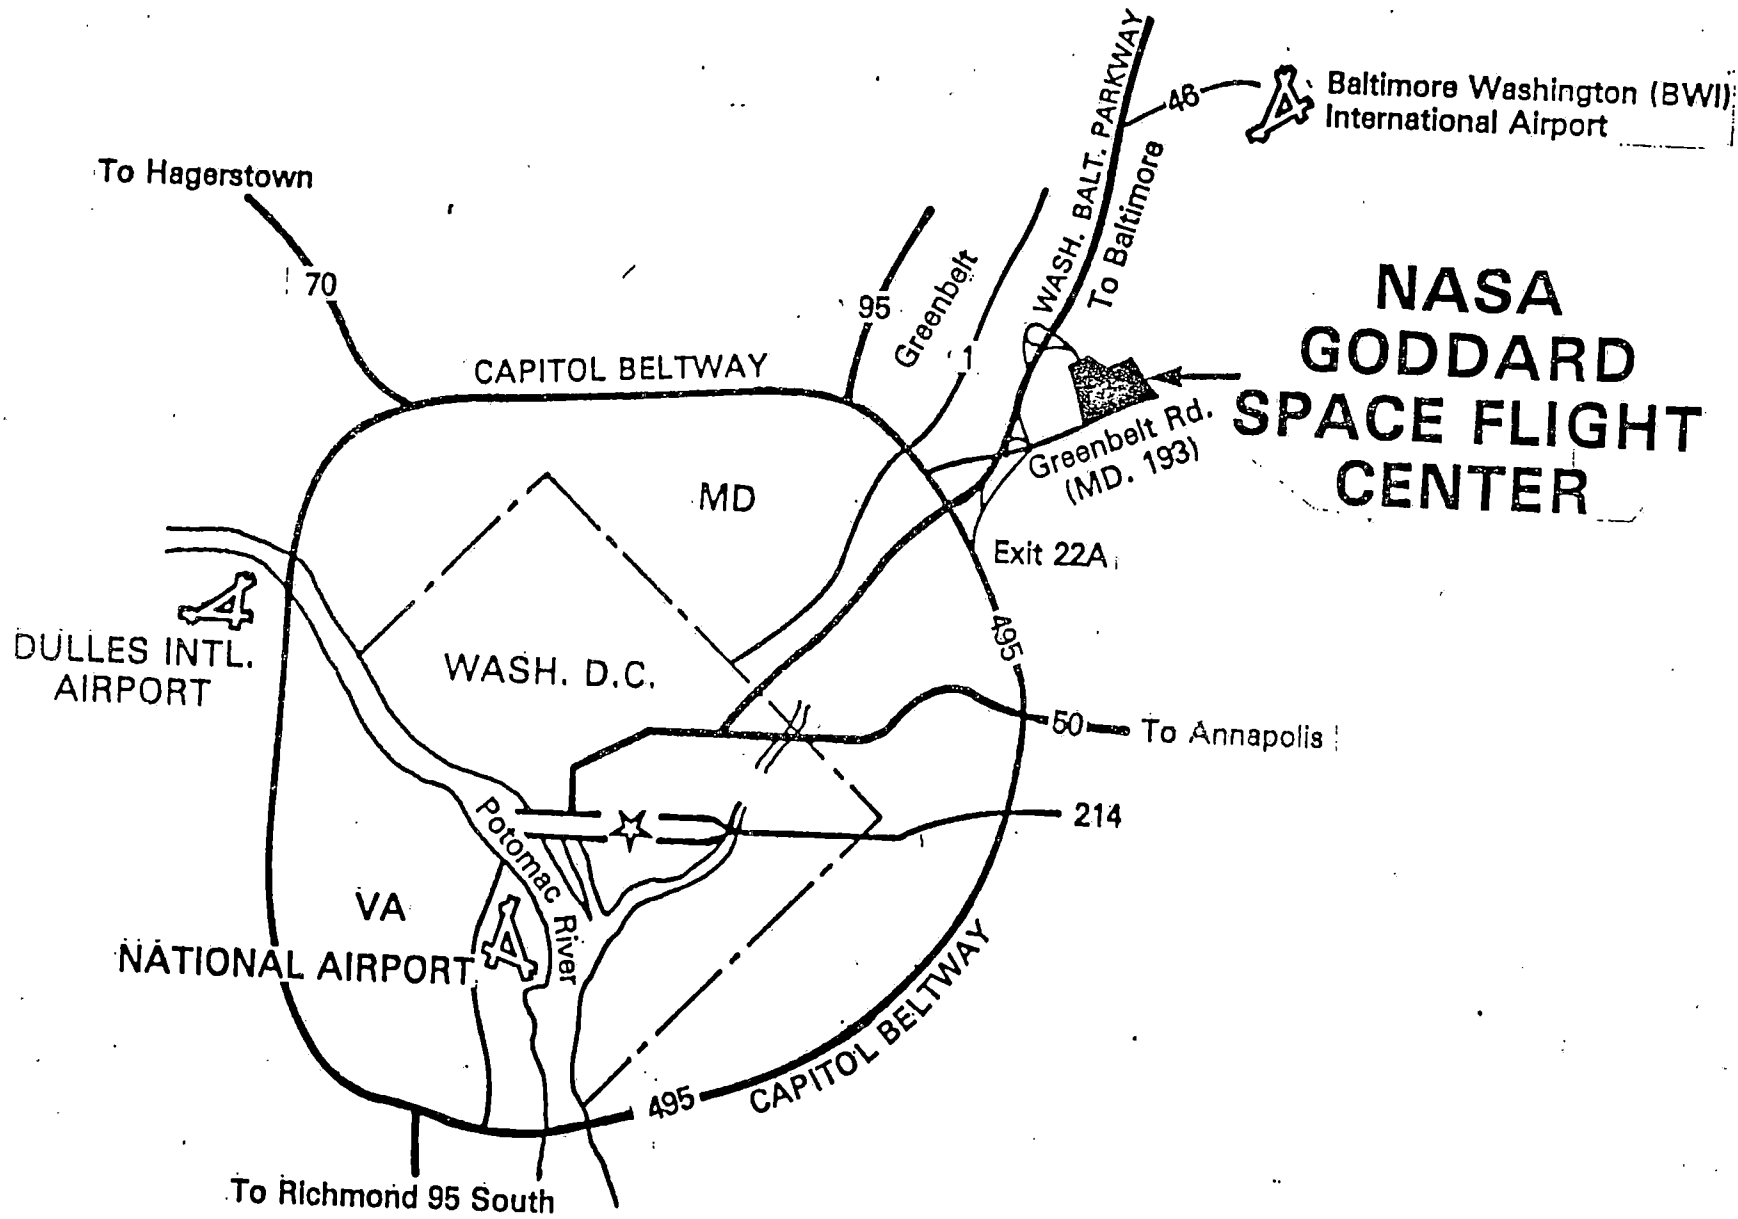 WASH. BALT. PARKWAY
46
Baltimore Washington (BWI)
International Airport
To Baltimore
To Hagerstown
70
95
Greenbelt
1
CAPITOL BELTWAY
NASA
GODDARD
SPACE FLIGHT
CENTER
Greenbelt Rd.
(MD. 193)
MD
Exit 22A
495
DULLES INTL.
AIRPORT
WASH. D.C.
50
To Annapolis
214
Potomac River
VA
NATIONAL AIRPORT
CAPITOL BELTWAY
495
To Richmond 95 South